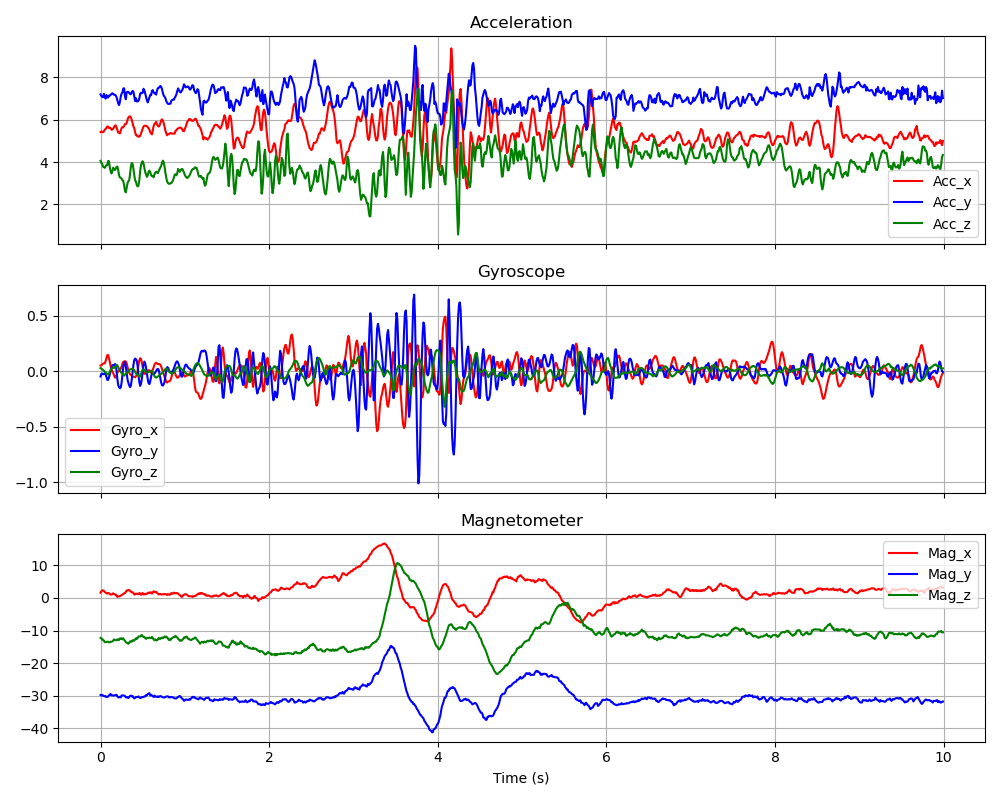 Acceleration
8
6
4
2
Acc_x
Acc_y
Acc_z
Gyroscope
0.5
0.0
−0.5
−1.0
Gyro_x
Gyro_y
Gyro_z
Magnetometer
10
0
−10
−20
−30
−40
Mag_x
Mag_y
Mag_z
0 2 4 6 8 10
Time (s)